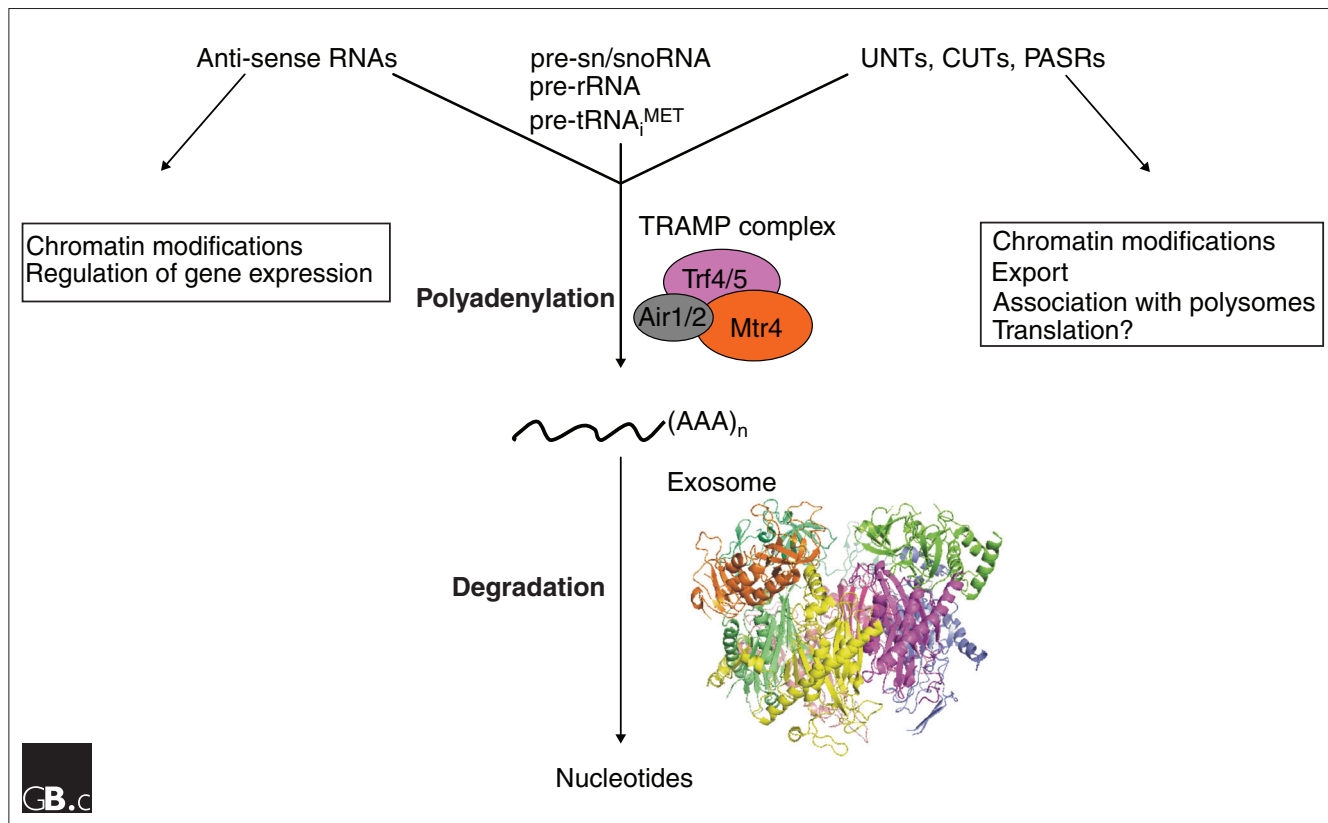 Anti-sense RNAs
pre-sn/snoRNA
pre-rRNA
pre-tRNAiMET
UNTs, CUTs, PASRs
Chromatin modifications
Regulation of gene expression
TRAMP complex
Trf4/5
Air1/2
Mtr4
Polyadenylation
Chromatin modifications
Export
Association with polysomes
Translation?
(AAA)n
Exosome
Degradation
Nucleotides
GB.c